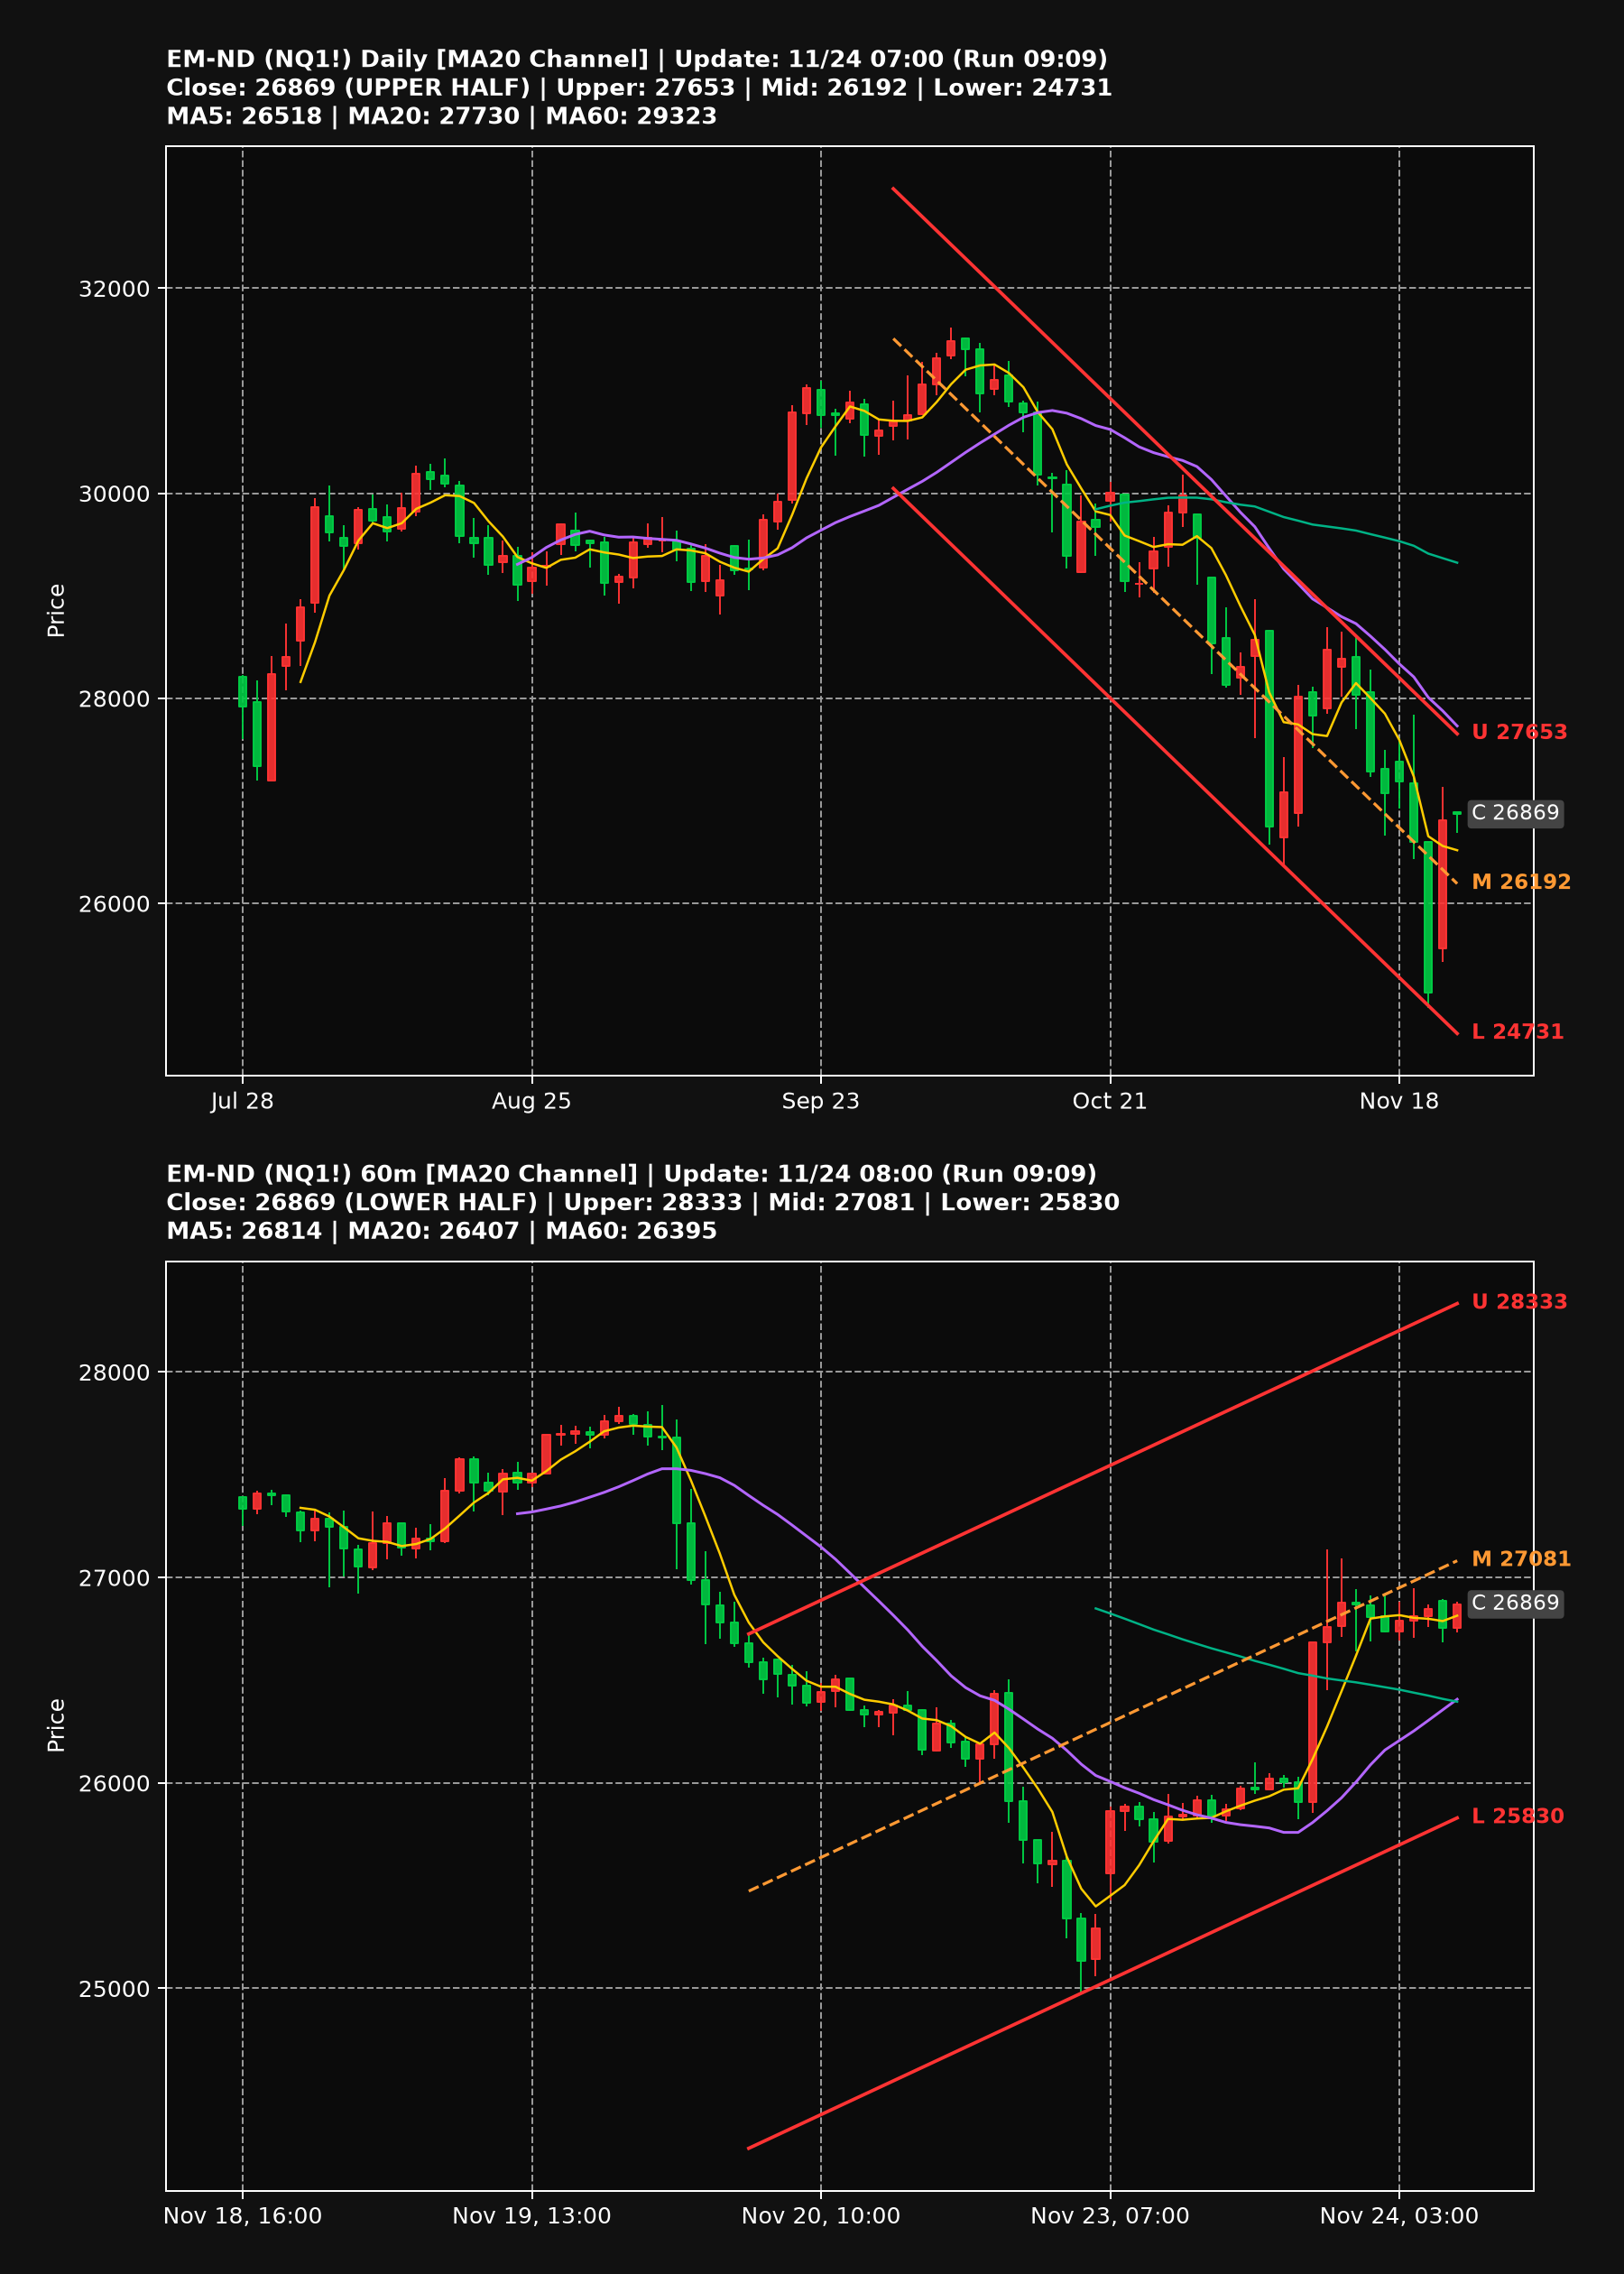 EM-ND (NQ1!) Daily [MA20 Channel] | Update: 11/24 07:00 (Run 09:09)
Close: 26869 (UPPER HALF) | Upper: 27653 | Mid: 26192 | Lower: 24731
MA5: 26518 | MA20: 27730 | MA60: 29323
Price
32000
30000
28000
26000
U 27653
C 26869
M 26192
L 24731
Jul 28
Aug 25
Sep 23
Oct 21
Nov 18
EM-ND (NQ1!) 60m [MA20 Channel] | Update: 11/24 08:00 (Run 09:09)
Close: 26869 (LOWER HALF) | Upper: 28333 | Mid: 27081 | Lower: 25830
MA5: 26814 | MA20: 26407 | MA60: 26395
Price
28000
27000
26000
25000
U 28333
M 27081
C 26869
L 25830
Nov 18, 16:00
Nov 19, 13:00
Nov 20, 10:00
Nov 23, 07:00
Nov 24, 03:00